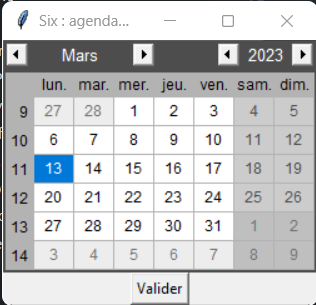 Six : agenda...
Mars 2023
lun. mar. mer. jeu. ven. sam. dim.
9 27 28 1 2 3 4 5
10 6 7 8 9 10 11 12
11 13 14 15 16 17 18 19
12 20 21 22 23 24 25 26
13 27 28 29 30 31 1 2
14 3 4 5 6 7 8 9
Valider